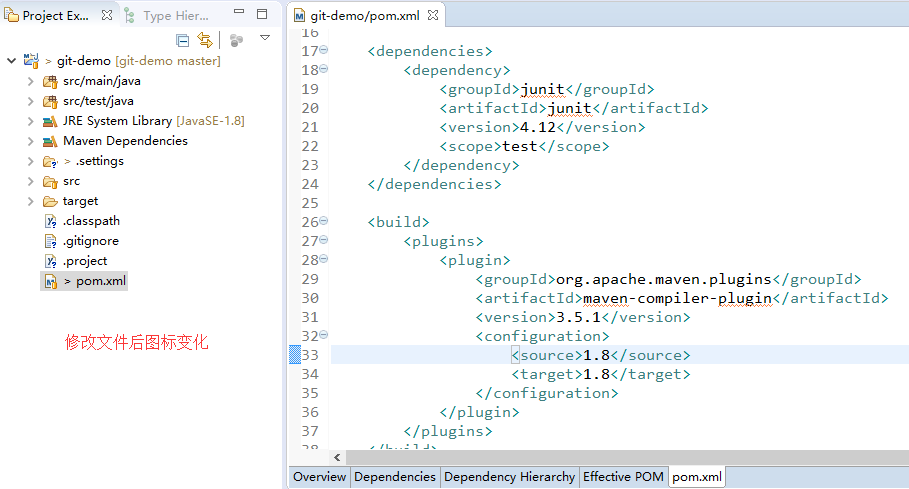 Project Ex...
Type Hier...
> git-demo [git-demo master]
src/main/java
src/test/java
JRE System Library [JavaSE-1.8]
Maven Dependencies
> .settings
src
target
.classpath
.gitignore
.project
> pom.xml
修改文件后图标变化
git-demo/pom.xml
16
17 <dependencies>
18 <dependency>
19 <groupId>junit</groupId>
20 <artifactId>junit</artifactId>
21 <version>4.12</version>
22 <scope>test</scope>
23 </dependency>
24 </dependencies>
25
26 <build>
27 <plugins>
28 <plugin>
29 <groupId>org.apache.maven.plugins</groupId>
30 <artifactId>maven-compiler-plugin</artifactId>
31 <version>3.5.1</version>
32 <configuration>
33 <source>1.8</source>
34 <target>1.8</target>
35 </configuration>
36 </plugin>
37 </plugins>
38 </build>
Overview Dependencies Dependency Hierarchy Effective POM pom.xml